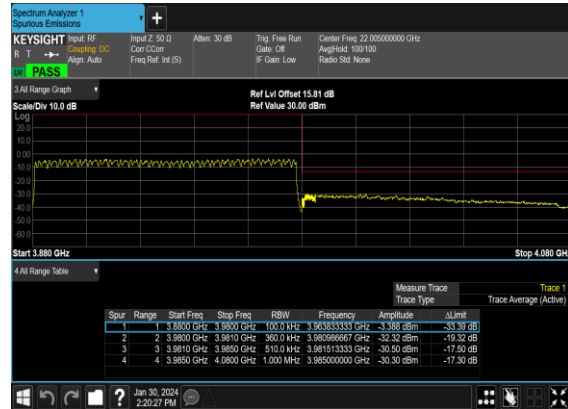 Spectrum Analyzer 1
Spurious Emissions
KEYSIGHT Input: RF Input Z: 50 Ω Atten: 30 dB Trig: Free Run Center Freq: 22.005000000 GHz
R T Coupling: DC Corr CCorr Gate: Off Avg|Hold: 100/100
Align: Auto Freq Ref: Int (S) IF Gain: Low Radio Std: None
LW PASS
3 All Range Graph
Ref Lvl Offset 15.81 dB
Scale/Div 10.0 dB Ref Value 30.00 dBm
Log
20.0
10.0
0.00
-10.0
-20.0
-30.0
-40.0
-50.0
-60.0
Start 3.880 GHz Stop 4.080 GHz
4 All Range Table
Measure Trace Trace 1
Trace Type Trace Average (Active)
Spur Range Start Freq Stop Freq RBW Frequency Amplitude ΔLimit
1 1 3.8800 GHz 3.9800 GHz 100.0 kHz 3.963833333 GHz -3.388 dBm -33.39 dB
2 2 3.9800 GHz 3.9810 GHz 360.0 kHz 3.980986667 GHz -32.32 dBm -19.32 dB
3 3 3.9810 GHz 3.9850 GHz 510.0 kHz 3.981513333 GHz -30.50 dBm -17.50 dB
4 4 3.9850 GHz 4.0800 GHz 1.000 MHz 3.985000000 GHz -30.30 dBm -17.30 dB
Jan 30, 2024
2:20:27 PM